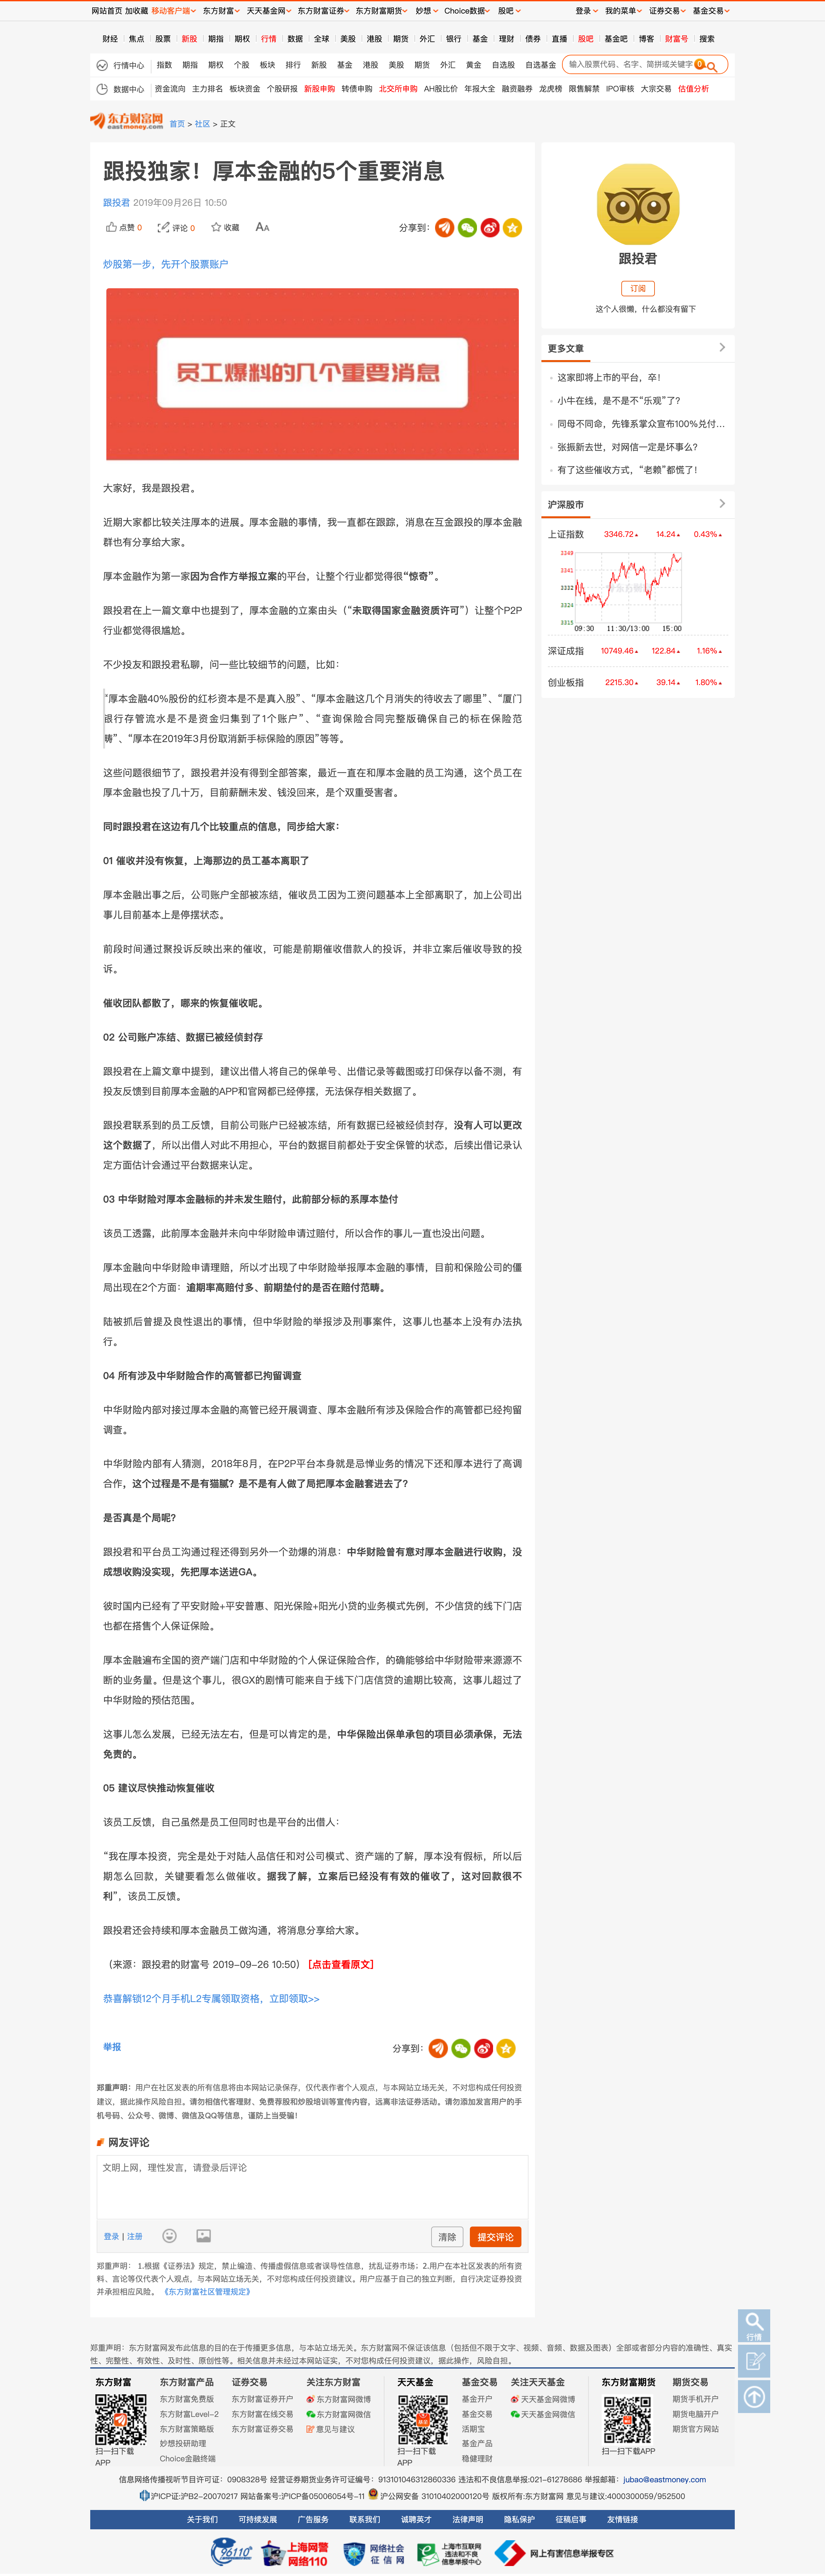 网站首页 加收藏 移动客户端 东方财富 天天基金网 东方财富证券 东方财富期货 妙想 Choice数据 股吧 登录 我的菜单 证券交易 基金交易
财经 焦点 股票 新股 期指 期权 行情 数据 全球 美股 港股 期货 外汇 银行 基金 理财 债券 直播 股吧 基金吧 博客 财富号 搜索
行情中心 指数 期指 期权 个股 板块 排行 新股 基金 港股 美股 期货 外汇 黄金 自选股 自选基金 输入股票代码、名字、简拼或关键字
数据中心 资金流向 主力排名 板块资金 个股研报 新股申购 转债申购 北交所申购 AH股比价 年报大全 融资融券 龙虎榜 限售解禁 IPO审核 大宗交易 估值分析
东方财富网
eastmoney.com
首页 > 社区 > 正文
跟投独家！厚本金融的5个重要消息
跟投君 2019年09月26日 10:50
点赞 0 评论 0 收藏 AA 分享到：
炒股第一步，先开个股票账户
员工爆料的几个重要消息
大家好，我是跟投君。
近期大家都比较关注厚本的进展。厚本金融的事情，我一直都在跟踪，消息在互金跟投的厚本金融
群也有分享给大家。
厚本金融作为第一家因为合作方举报立案的平台，让整个行业都觉得很“惊奇”。
跟投君在上一篇文章中也提到了，厚本金融的立案由头（“未取得国家金融资质许可”）让整个P2P
行业都觉得很尴尬。
不少投友和跟投君私聊，问一些比较细节的问题，比如：
“厚本金融40%股份的红杉资本是不是真入股”、“厚本金融这几个月消失的待收去了哪里”、“厦门
银行存管流水是不是资金归集到了1个账户”、“查询保险合同完整版确保自己的标在保险范
畴”、“厚本在2019年3月份取消新手标保险的原因”等等。
这些问题很细节了，跟投君并没有得到全部答案，最近一直在和厚本金融的员工沟通，这个员工在
厚本金融也投了几十万，目前薪酬未发、钱没回来，是个双重受害者。
同时跟投君在这边有几个比较重点的信息，同步给大家：
01 催收并没有恢复，上海那边的员工基本离职了
厚本金融出事之后，公司账户全部被冻结，催收员工因为工资问题基本上全部离职了，加上公司出
事儿目前基本上是停摆状态。
前段时间通过聚投诉反映出来的催收，可能是前期催收借款人的投诉，并非立案后催收导致的投
诉。
催收团队都散了，哪来的恢复催收呢。
02 公司账户冻结、数据已被经侦封存
跟投君在上篇文章中提到，建议出借人将自己的保单号、出借记录等截图或打印保存以备不测，有
投友反馈到目前厚本金融的APP和官网都已经停摆，无法保存相关数据了。
跟投君联系到的员工反馈，目前公司账户已经被冻结，所有数据已经被经侦封存，没有人可以更改
这个数据了，所以出借人对此不用担心，平台的数据目前都处于安全保管的状态，后续出借记录认
定方面估计会通过平台数据来认定。
03 中华财险对厚本金融标的并未发生赔付，此前部分标的系厚本垫付
该员工透露，此前厚本金融并未向中华财险申请过赔付，所以合作的事儿一直也没出问题。
厚本金融向中华财险申请理赔，所以才出现了中华财险举报厚本金融的事情，目前和保险公司的僵
局出现在2个方面：逾期率高赔付多、前期垫付的是否在赔付范畴。
陆被抓后曾提及良性退出的事情，但中华财险的举报涉及刑事案件，这事儿也基本上没有办法执
行。
04 所有涉及中华财险合作的高管都已拘留调查
中华财险内部对接过厚本金融的高管已经开展调查、厚本金融所有涉及保险合作的高管都已经拘留
调查。
中华财险内部有人猜测，2018年8月，在P2P平台本身就是忌惮业务的情况下还和厚本进行了高调
合作，这个过程是不是有猫腻？是不是有人做了局把厚本金融套进去了？
是否真是个局呢？
跟投君和平台员工沟通过程还得到另外一个劲爆的消息：中华财险曾有意对厚本金融进行收购，没
成想收购没实现，先把厚本送进GA。
彼时国内已经有了平安财险+平安普惠、阳光保险+阳光小贷的业务模式先例，不少信贷的线下门店
也都在搭售个人保证保险。
厚本金融遍布全国的资产端门店和中华财险的个人保证保险合作，的确能够给中华财险带来源源不
断的业务量。但是这个事儿，很GX的剧情可能来自于线下门店信贷的逾期比较高，这事儿超过了
中华财险的预估范围。
这事儿怎么发展，已经无法左右，但是可以肯定的是，中华保险出保单承包的项目必须承保，无法
免责的。
05 建议尽快推动恢复催收
该员工反馈，自己虽然是员工但同时也是平台的出借人：
“我在厚本投资，完全是处于对陆人品信任和对公司模式、资产端的了解，厚本没有假标，所以后
期怎么回款，关键要看怎么做催收。据我了解，立案后已经没有有效的催收了，这对回款很不
利”，该员工反馈。
跟投君还会持续和厚本金融员工做沟通，将消息分享给大家。
（来源：跟投君的财富号 2019-09-26 10:50） [点击查看原文]
恭喜解锁12个月手机L2专属领取资格，立即领取>>
举报 分享到：
郑重声明：用户在社区发表的所有信息将由本网站记录保存，仅代表作者个人观点，与本网站立场无关，不对您构成任何投资
建议，据此操作风险自担。请勿相信代客理财、免费荐股和炒股培训等宣传内容，远离非法证券活动。请勿添加发言用户的手
机号码、公众号、微博、微信及QQ等信息，谨防上当受骗！
网友评论
文明上网，理性发言，请登录后评论
登录 | 注册 清除 提交评论
郑重声明： 1.根据《证券法》规定，禁止编造、传播虚假信息或者误导性信息，扰乱证券市场；2.用户在本社区发表的所有资
料、言论等仅代表个人观点，与本网站立场无关，不对您构成任何投资建议。用户应基于自己的独立判断，自行决定证券投资
并承担相应风险。 《东方财富社区管理规定》
跟投君
订阅
这个人很懒，什么都没有留下
更多文章
这家即将上市的平台，卒！
小牛在线，是不是不“乐观”了？
同母不同命，先锋系掌众宣布100%兑付...
张振新去世，对网信一定是坏事么？
有了这些催收方式，“老赖”都慌了！
沪深股市
上证指数 3346.72 14.24 0.43%
3349
3341
3332
3324
3315
09:30 11:30/13:00 15:00
深证成指 10749.46 122.84 1.16%
创业板指 2215.30 39.14 1.80%
行情
郑重声明：东方财富网发布此信息的目的在于传播更多信息，与本站立场无关。东方财富网不保证该信息（包括但不限于文字、视频、音频、数据及图表）全部或者部分内容的准确性、真实
性、完整性、有效性、及时性、原创性等。相关信息并未经过本网站证实，不对您构成任何投资建议，据此操作，风险自担。
东方财富 东方财富产品 证券交易 关注东方财富 天天基金 基金交易 关注天天基金 东方财富期货 期货交易
东方财富免费版 东方财富证券开户 东方财富网微博 基金开户 天天基金网微博 期货手机开户
东方财富Level-2 东方财富在线交易 东方财富网微信 基金交易 天天基金网微信 期货电脑开户
东方财富策略版 东方财富证券交易 意见与建议 活期宝 期货官方网站
妙想投研助理 基金产品
扫一扫下载
APP
扫一扫下载
APP
扫一扫下载APP
Choice金融终端 稳健理财
信息网络传播视听节目许可证：0908328号 经营证券期货业务许可证编号：913101046312860336 违法和不良信息举报:021-61278686 举报邮箱：jubao@eastmoney.com
沪ICP证:沪B2-20070217 网站备案号:沪ICP备05006054号-11 沪公网安备 31010402000120号 版权所有:东方财富网 意见与建议:4000300059/952500
关于我们 可持续发展 广告服务 联系我们 诚聘英才 法律声明 隐私保护 征稿启事 友情链接
96110 上海网警
网络110
网络社会
征信网
上海市互联网
违法和不良
信息举报中心
网上有害信息举报专区